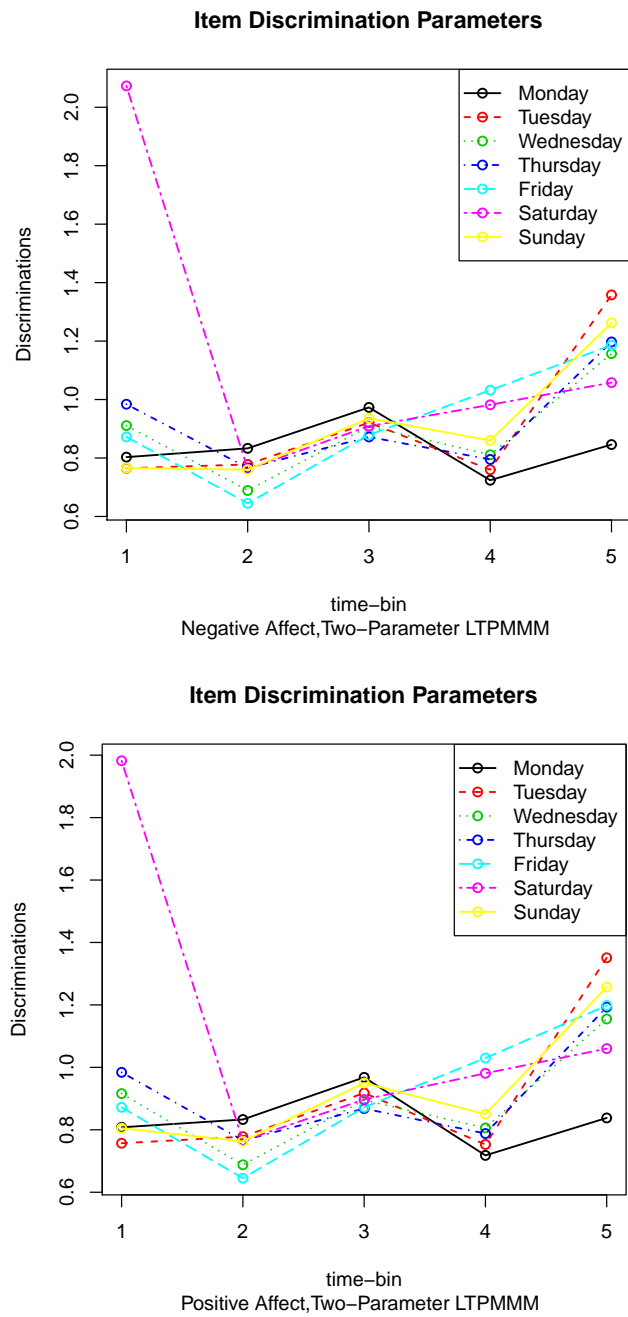 Item Discrimination Parameters
2.0
1.8
1.6
1.4
1.2
1.0
0.8
0.6
Discriminations
Monday
Tuesday
Wednesday
Thursday
Friday
Saturday
Sunday
1 2 3 4 5
time−bin
Negative Affect,Two−Parameter LTPMMM
Item Discrimination Parameters
2.0
1.8
1.6
1.4
1.2
1.0
0.8
0.6
Discriminations
Monday
Tuesday
Wednesday
Thursday
Friday
Saturday
Sunday
1 2 3 4 5
time−bin
Positive Affect,Two−Parameter LTPMMM